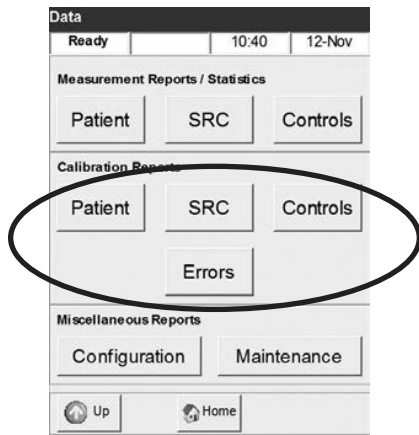 Data
Ready 10:40 12-Nov
Measurement Reports / Statistics
Patient SRC Controls
Calibration Reports
Patient SRC Controls
Errors
Miscellaneous Reports
Configuration Maintenance
Up Home